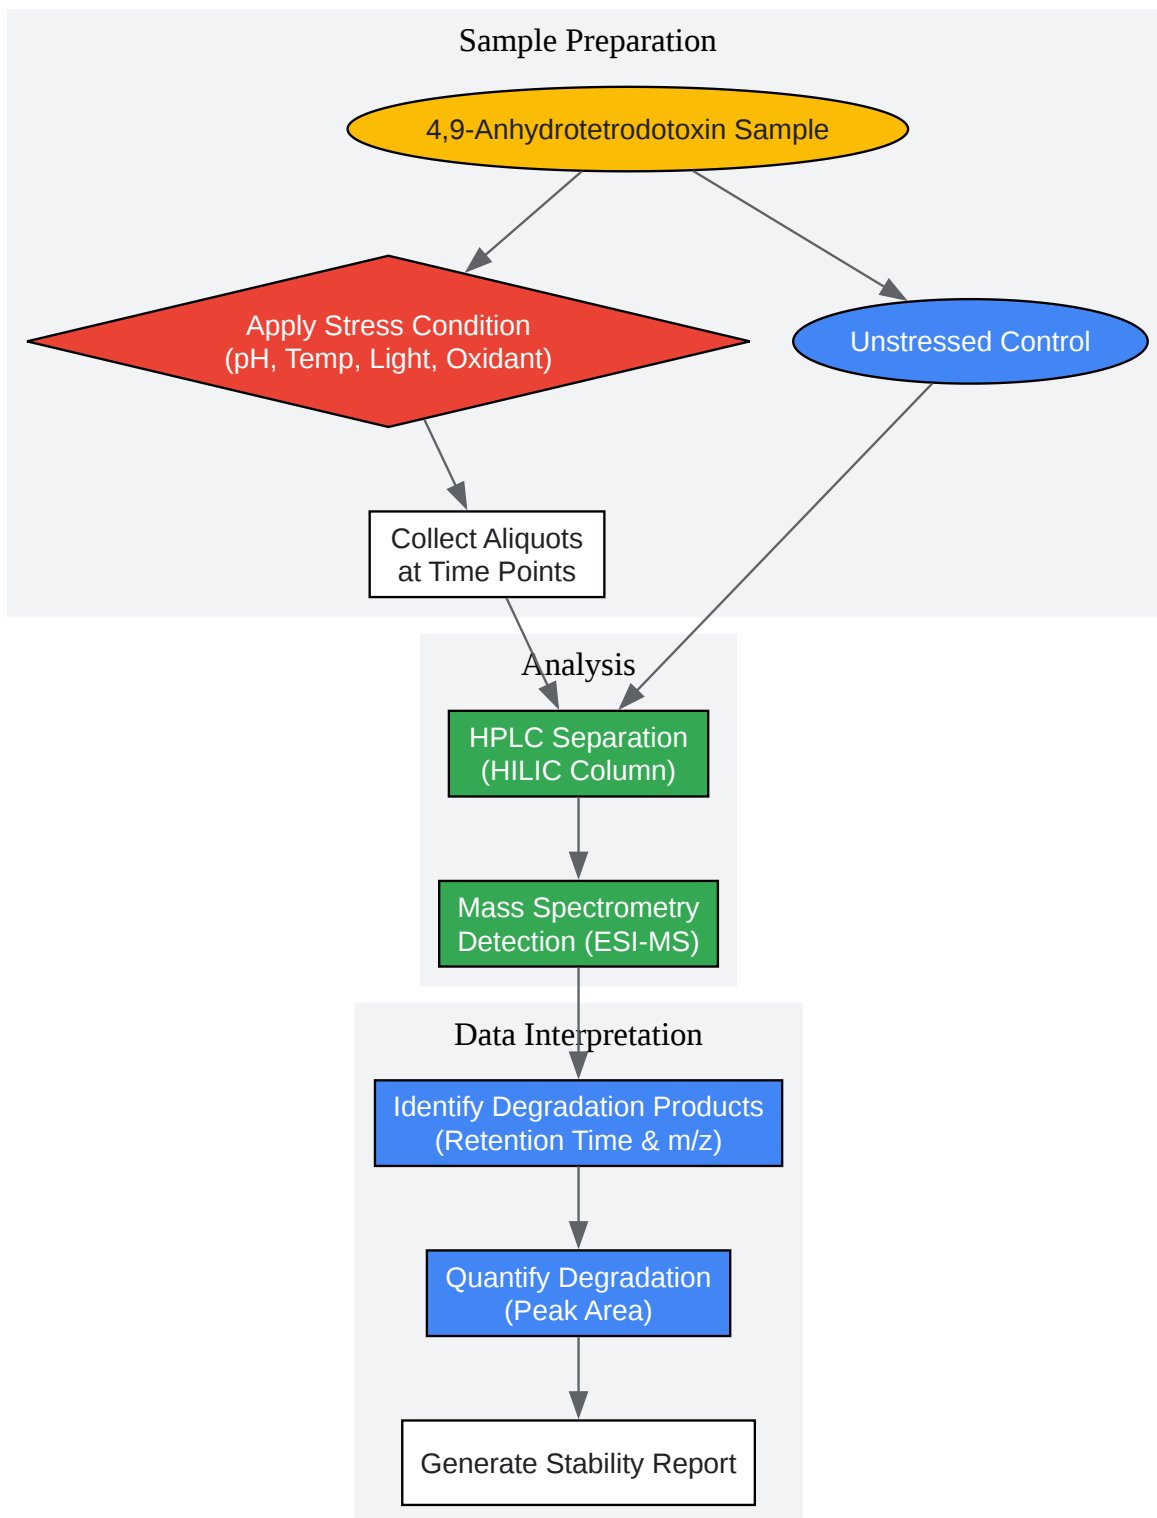 Sample Preparation
4,9-Anhydrotetrodotoxin Sample
Apply Stress Condition
(pH, Temp, Light, Oxidant)
Unstressed Control
Collect Aliquots
at Time Points
Analysis
HPLC Separation
(HILIC Column)
Mass Spectrometry
Detection (ESI-MS)
Data Interpretation
Identify Degradation Products
(Retention Time & m/z)
Quantify Degradation
(Peak Area)
Generate Stability Report